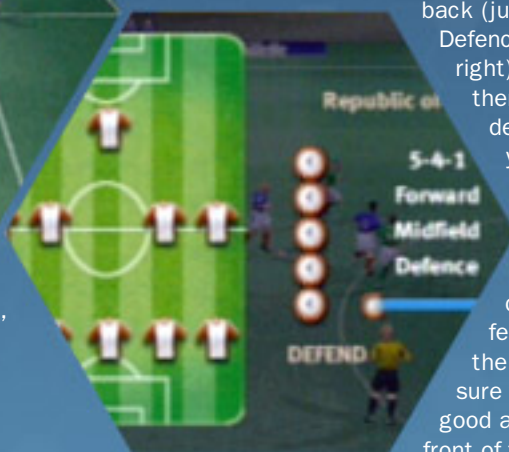 back (ju
Defenc
right)
the
de
y
Republic of
5-4-1
Forward
Midfield
Defence
DEFEND
,
fe
the
sure
good a
front of